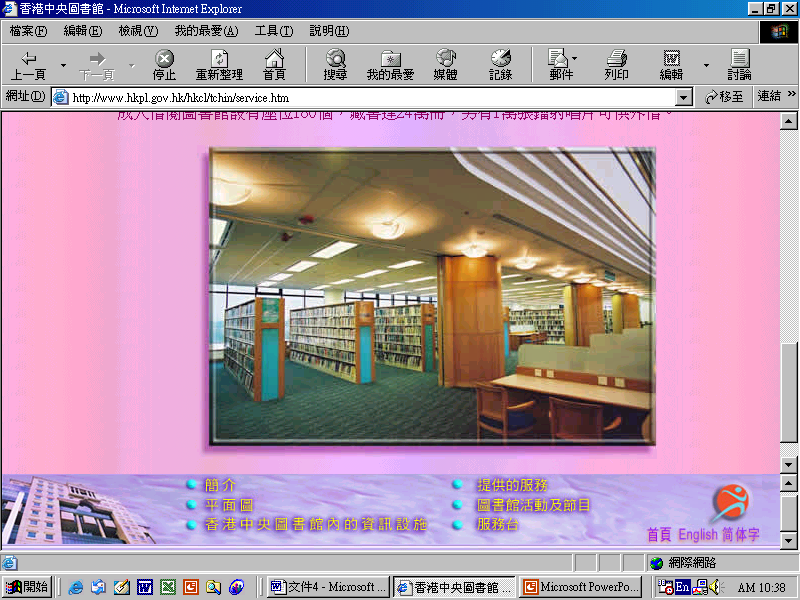 香港中央圖書館 - Microsoft Internet Explorer
檔案(F) 編輯(E) 檢視(V) 我的最愛(A) 工具(T) 說明(H)
上一頁 下一頁 停止 重新整理 首頁 搜尋 我的最愛 媒體 記錄 郵件 列印 編輯 討論
網址(D) http://www.hkpl.gov.hk/hkcl/tchin/service.htm 移至 連結 »
成人借閱圖書館設有座位180個，藏書達24萬冊，另有1萬張鐳射唱片可供外借。
簡介 提供的服務
平面圖 圖書館活動及節目
香港中央圖書館內的資訊設施 服務台
首頁 English 简体字
網際網路
開始 文件4 - Microsoft ... 香港中央圖書館 ... Microsoft PowerPo... En AM 10:38